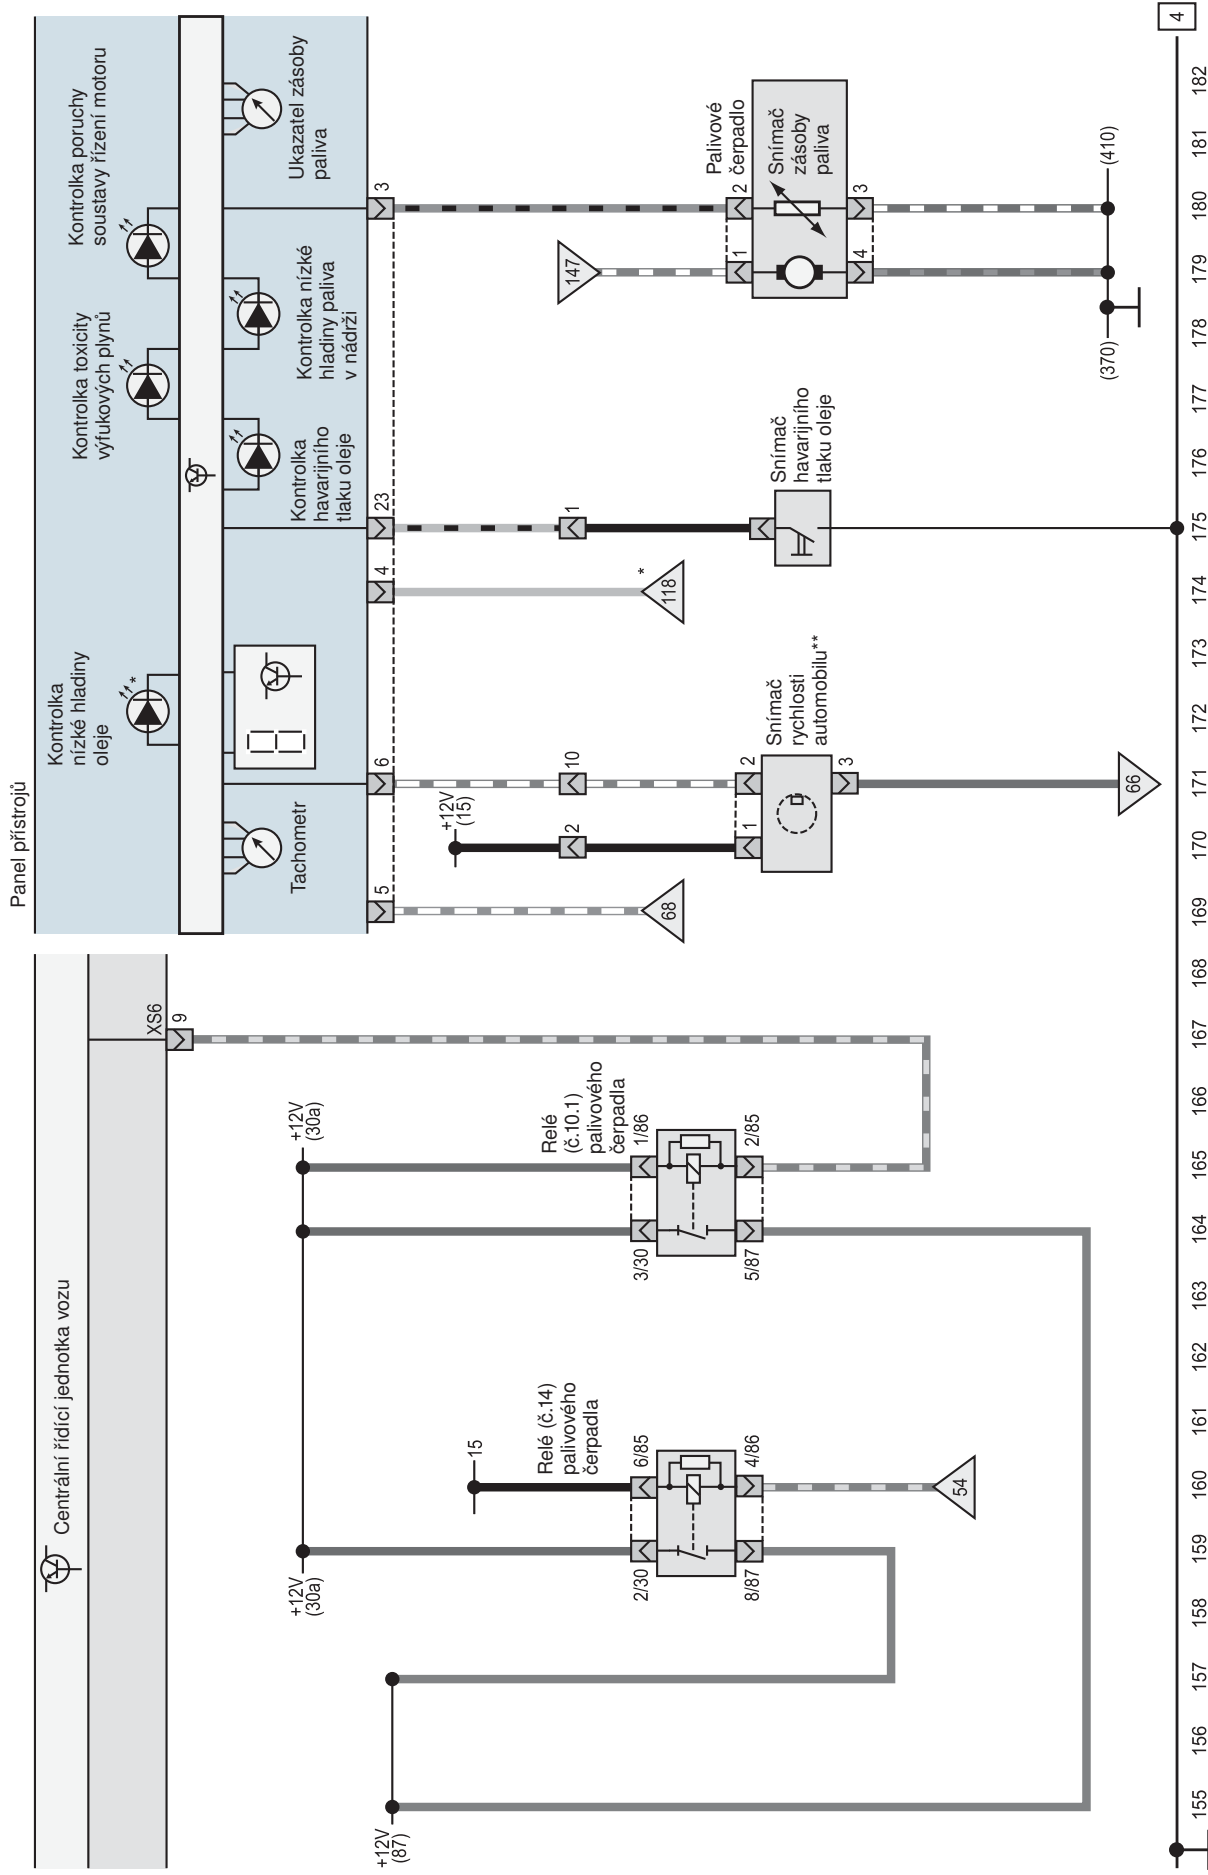 Centrální řídící jednotka vozu
XS6
9
+12V
(30a)
+12V
(30a)
+12V
(87)
15
Relé (č.14)
palivového
čerpadla
2/30
6/85
8/87
4/86
54
Relé
(č.10.1)
palivového
čerpadla
3/30
1/86
5/87
2/85
Panel přístrojů
Kontrolka
nízké hladiny
oleje
*
Kontrolka toxicity
výfukových plynů
Kontrolka poruchy
soustavy řízení motoru
Tachometr
Kontrolka
havarijního
tlaku oleje
Kontrolka nízké
hladiny paliva
v nádrži
Ukazatel zásoby
paliva
5
6
4
23
3
68
+12V
(15)
2
10
1
2
3
Snímač
rychlosti
automobilu**
66
118
*
1
Snímač
havarijního
tlaku oleje
147
1
2
4
3
Palivové
čerpadlo
Snímač
zásoby
paliva
(370)
(410)
4
155 156 157 158 159 160 161 162 163 164 165 166 167 168 169 170 171 172 173 174 175 176 177 178 179 180 181 182